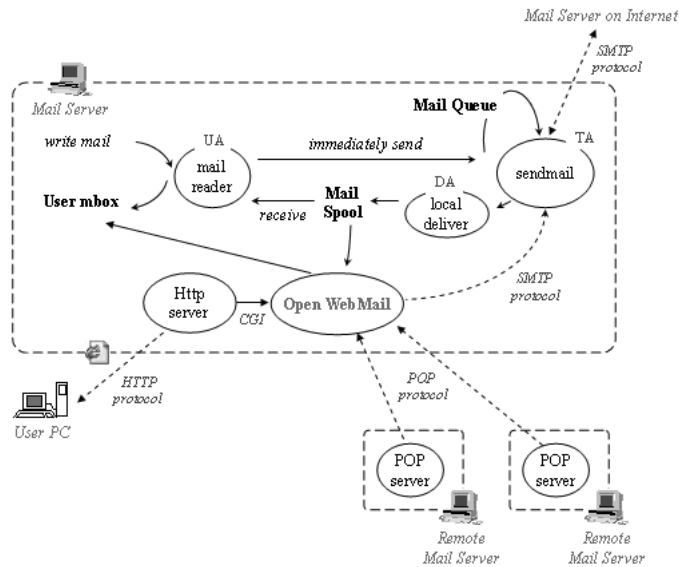 Mail Server on Internet
SMTP
protocol
Mail Server
Mail Queue
write mail
UA
immediately send
TA
mail
reader
sendmail
DA
User mbox
Mail
Spool
local
deliver
receive
SMTP
protocol
Http
server
CGI
Open WebMail
HTTP
protocol
POP
protocol
User PC
POP
server
POP
server
Remote
Mail Server
Remote
Mail Server